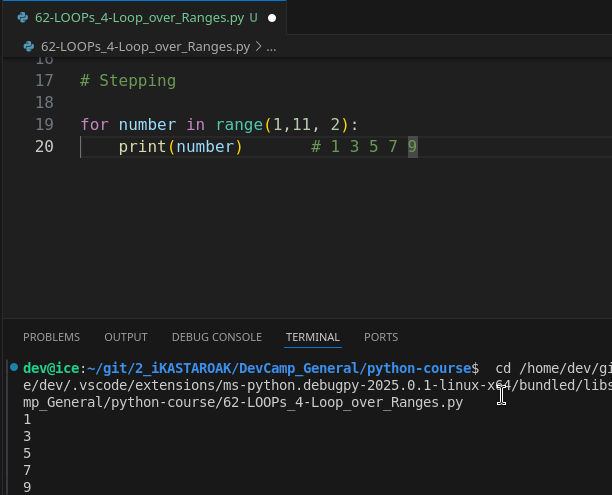 62-LOOPs_4-Loop_over_Ranges.py U
62-LOOPs_4-Loop_over_Ranges.py > ...
16
17 # Stepping
18
19 for number in range(1,11, 2):
20 print(number) # 1 3 5 7 9
PROBLEMS OUTPUT DEBUG CONSOLE TERMINAL PORTS
dev@ice:~/git/2_iKASTAROAK/DevCamp_General/python-course$ cd /home/dev/gi
e/dev/.vscode/extensions/ms-python.debugpy-2025.0.1-linux-x64/bundled/libs
mp_General/python-course/62-LOOPs_4-Loop_over_Ranges.py
1
3
5
7
9